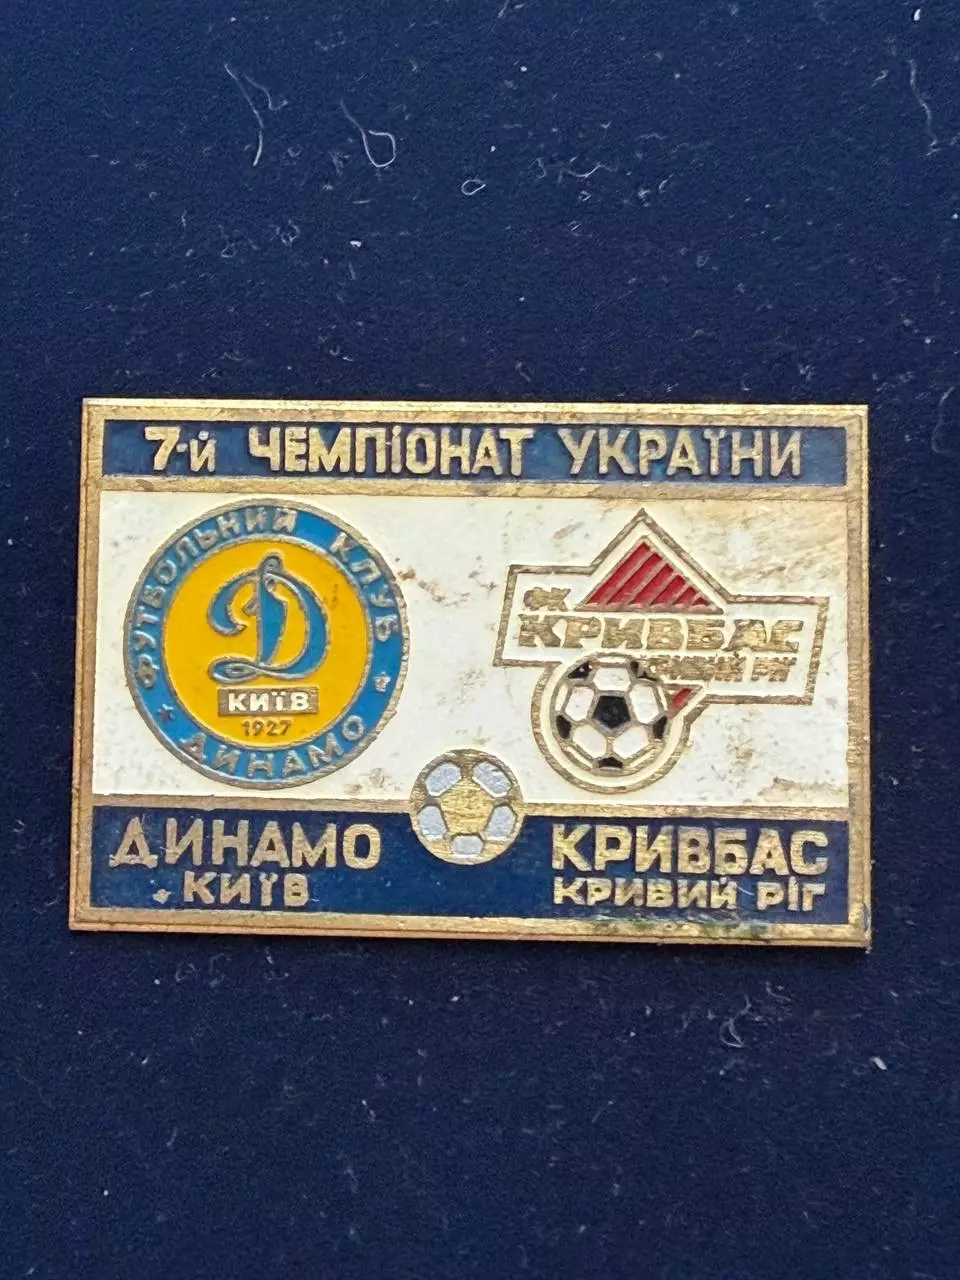 7-й ЧЕМПІОНАТ УКРАЇНИ
ФУТБОЛЬНИЙ КЛУБ
ДИНАМО
Д
КИЇВ
1927
ФК
КРИВБАС
КРИВИЙ РІГ
ДИНАМО
КИЇВ
КРИВБАС
КРИВИЙ РІГ